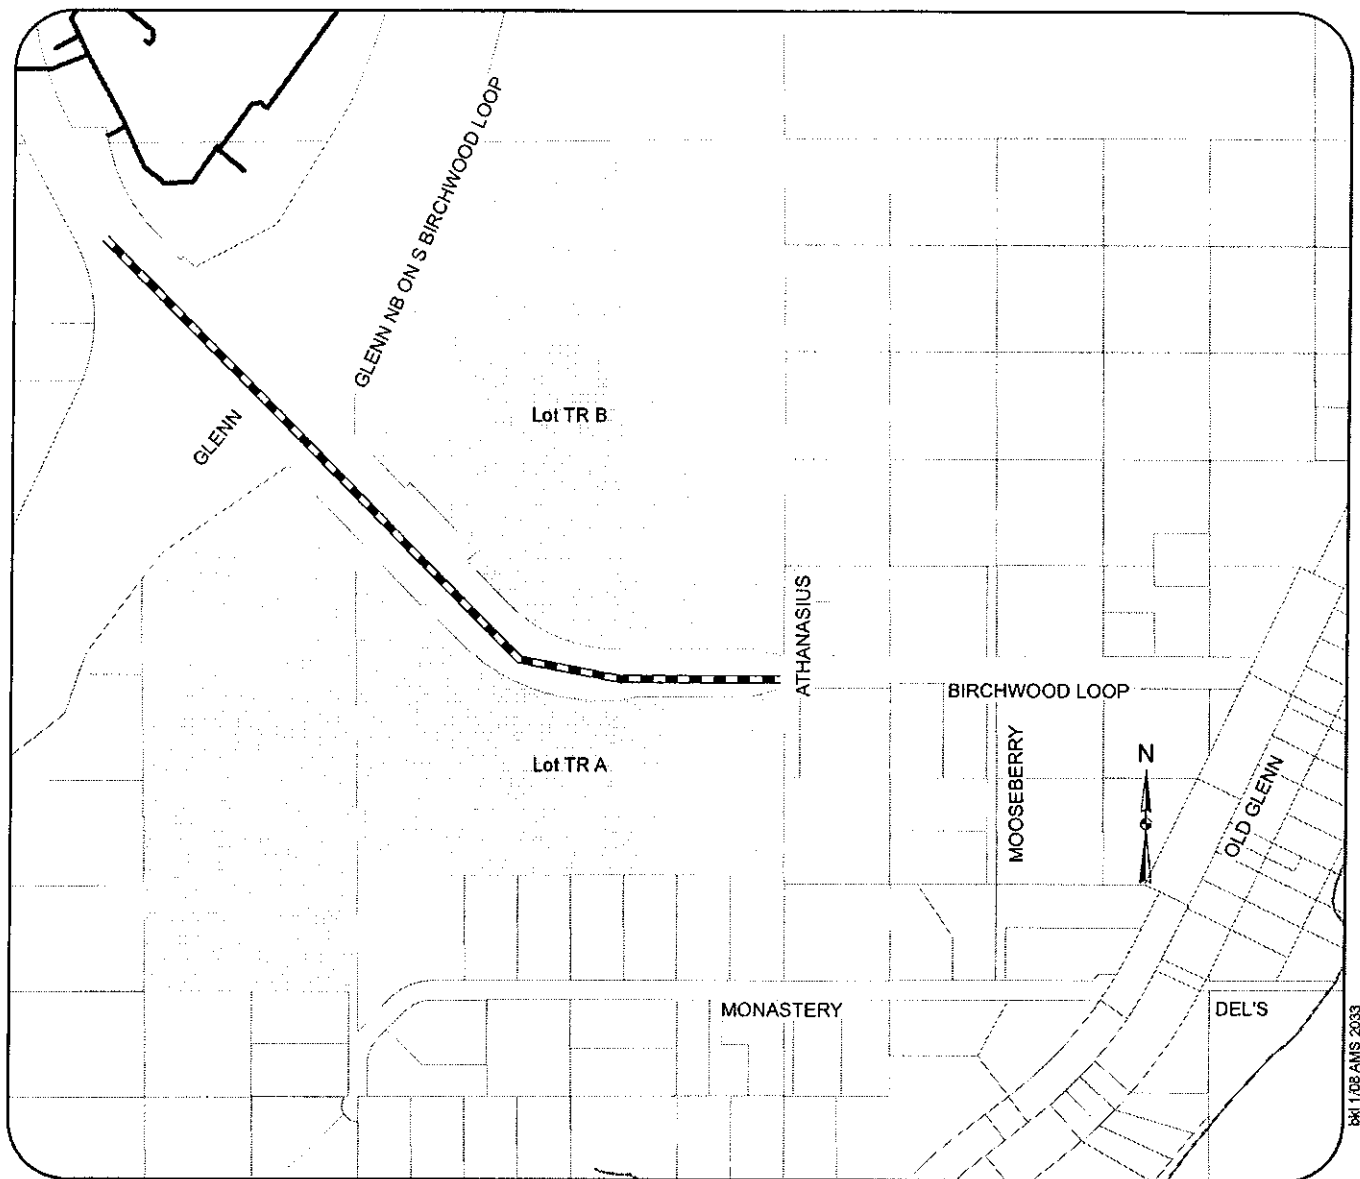 GLENN NB ON S BIRCHWOOD LOOP
GLENN
Lot TR B
ATHANASIUS
BIRCHWOOD LOOP
Lot TR A
MOOSEBERRY
N
OLD GLENN
MONASTERY
DEL'S
bkl 1/08 AMS 2033